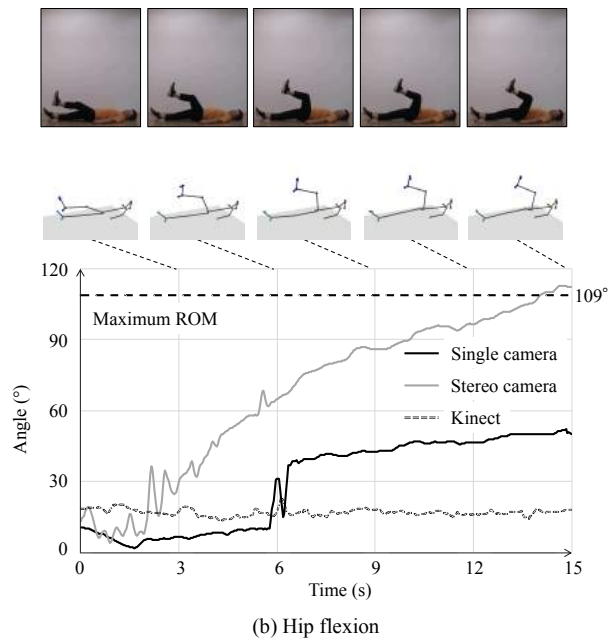 120
109°
Maximum ROM
90
Single camera
Stereo camera
Kinect
60
Angle (°)
30
0
0 3 6 9 12 15
Time (s)
(b) Hip flexion